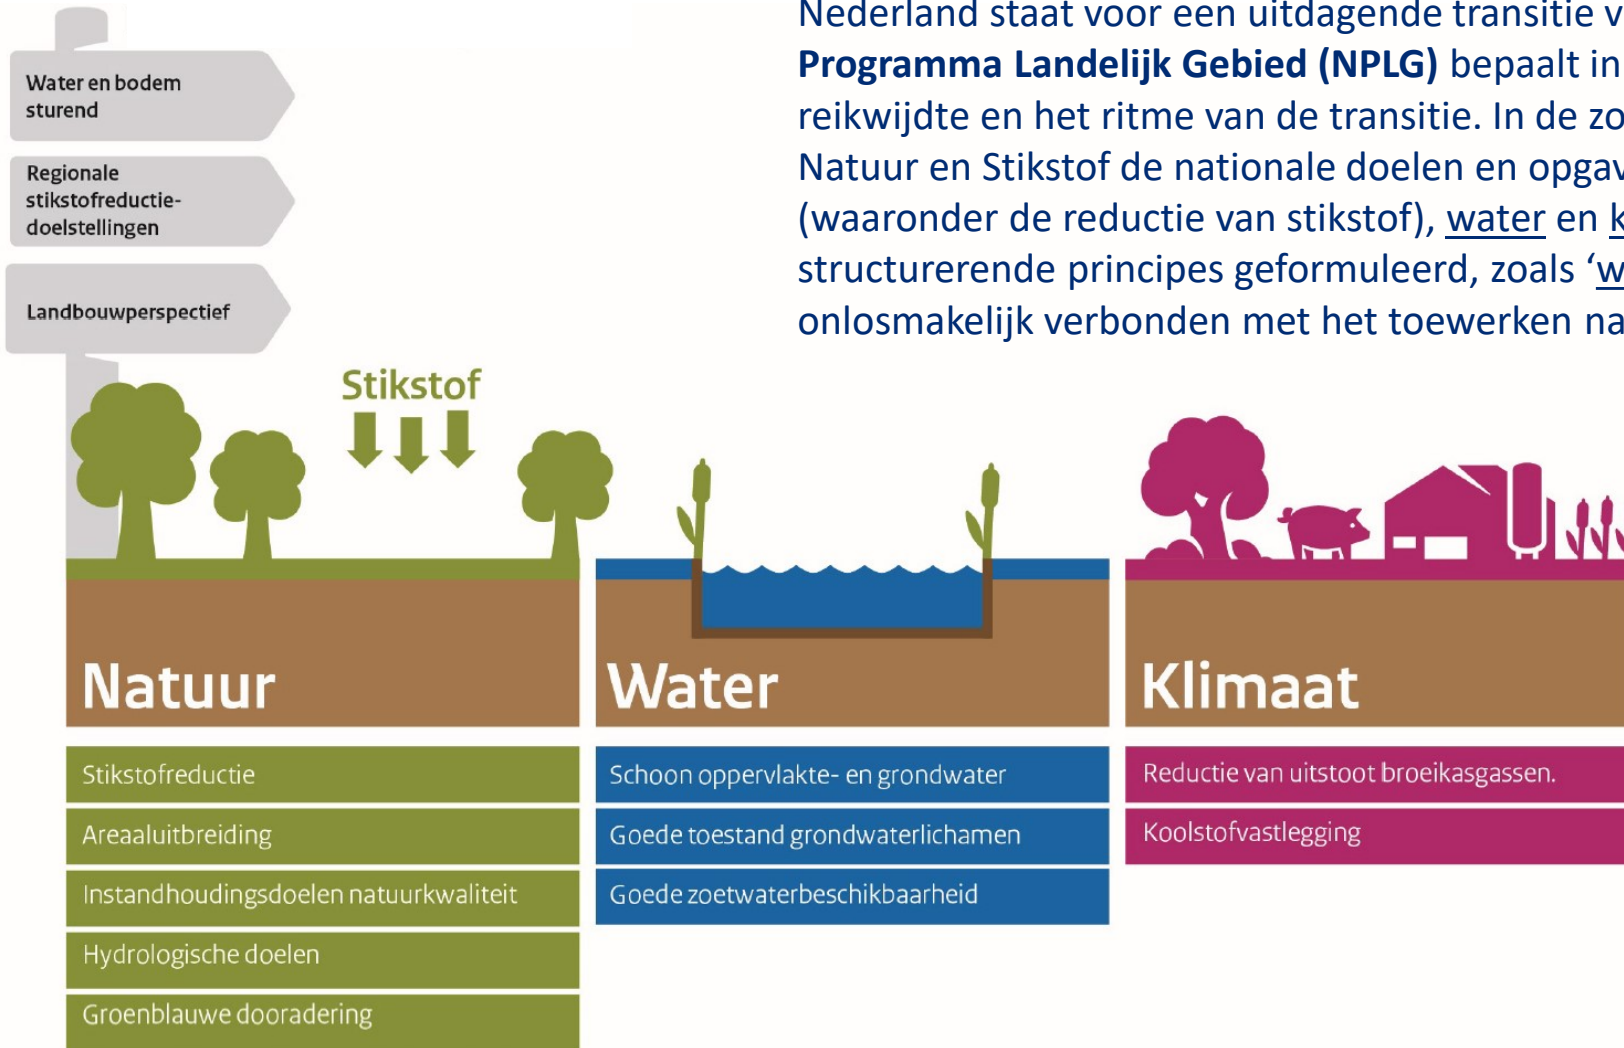 Nederland staat voor een uitdagende transitie
Programma Landelijk Gebied (NPLG) bepaalt in
reikwijdte en het ritme van de transitie. In de
Natuur en Stikstof de nationale doelen en
(waaronder de reductie van stikstof), water en
structurerende principes geformuleerd, zoals
onlosmakelijk verbonden met het toewerken
Water en bodem
sturend
Regionale
stikstofreductie-
doelstellingen
Landbouwperspectief
Stikstof
Natuur
Stikstofreductie
Areaaluitbreiding
Instandhoudingsdoelen natuurkwaliteit
Hydrologische doelen
Groenblauwe dooradering
Water
Schoon oppervlakte- en grondwater
Goede toestand grondwaterlichamen
Goede zoetwaterbeschikbaarheid
Klimaat
Reductie van uitstoot broeikasgassen.
Koolstofvastlegging